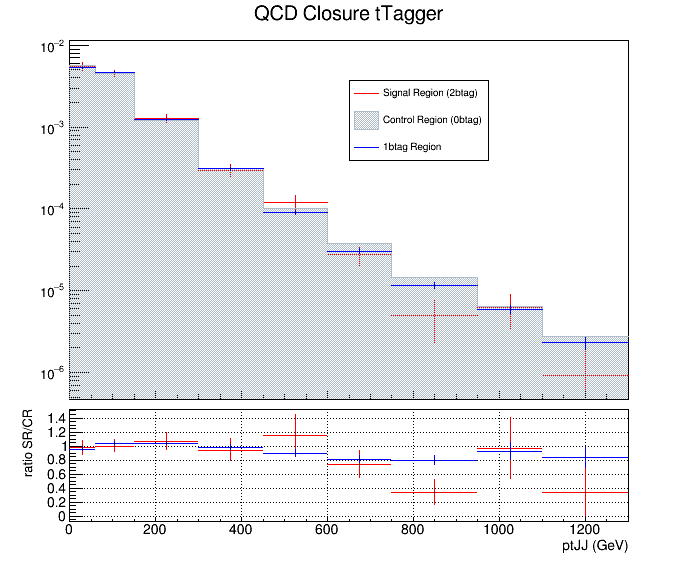 QCD Closure tTagger
10⁻²
10⁻³
10⁻⁴
10⁻⁵
10⁻⁶
Signal Region (2btag)
Control Region (0btag)
1btag Region
ratio SR/CR
1.4
1.2
1
0.8
0.6
0.4
0.2
0
0 200 400 600 800 1000 1200
ptJJ (GeV)